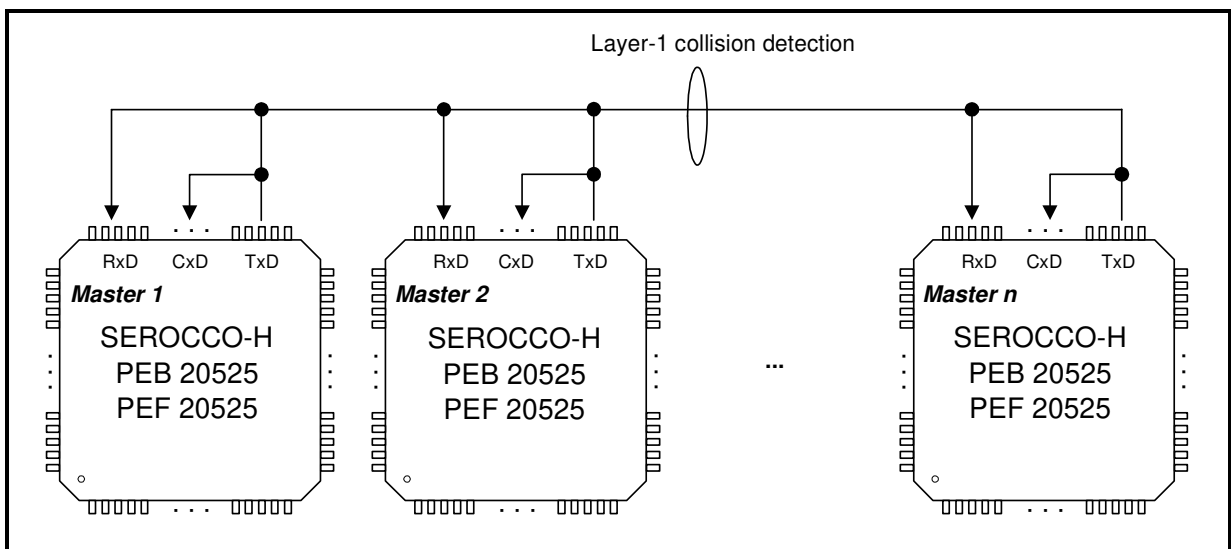 Layer-1 collision detection
. . .
. . .
. . .
RxD CxD TxD
RxD CxD TxD
RxD CxD TxD
Master 1
Master 2
Master n
SEROCCO-H
PEB 20525
PEF 20525
SEROCCO-H
PEB 20525
PEF 20525
...
SEROCCO-H
PEB 20525
PEF 20525
. . .
. . .
. . .